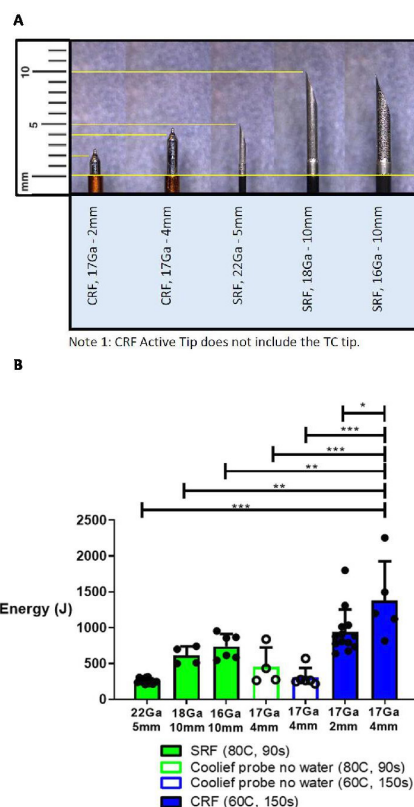 A
10
5
mm
CRF, 17Ga - 2mm
CRF, 17Ga - 4mm
SRF, 22Ga - 5mm
SRF, 18Ga - 10mm
SRF, 16Ga - 10mm
Note 1: CRF Active Tip does not include the TC tip.
B
*
***
***
**
**
***
2500
2000
1500
1000
500
0
Energy (J)
22Ga 18Ga 16Ga 17Ga 17Ga 17Ga 17Ga
5mm 10mm 10mm 4mm 4mm 2mm 4mm
SRF (80C, 90s)
Coolief probe no water (80C, 90s)
Coolief probe no water (60C, 150s)
CRF (60C, 150s)